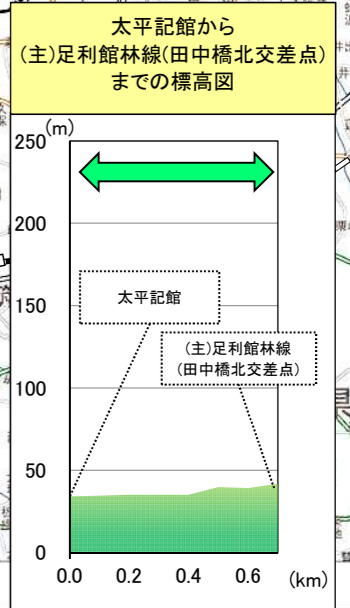 太平記館から
(主)足利館林線(田中橋北交差点)
までの標高図
(m)
250
200
150
100
50
0
太平記館
(主)足利館林線
(田中橋北交差点)
0.0 0.2 0.4 0.6 (km)